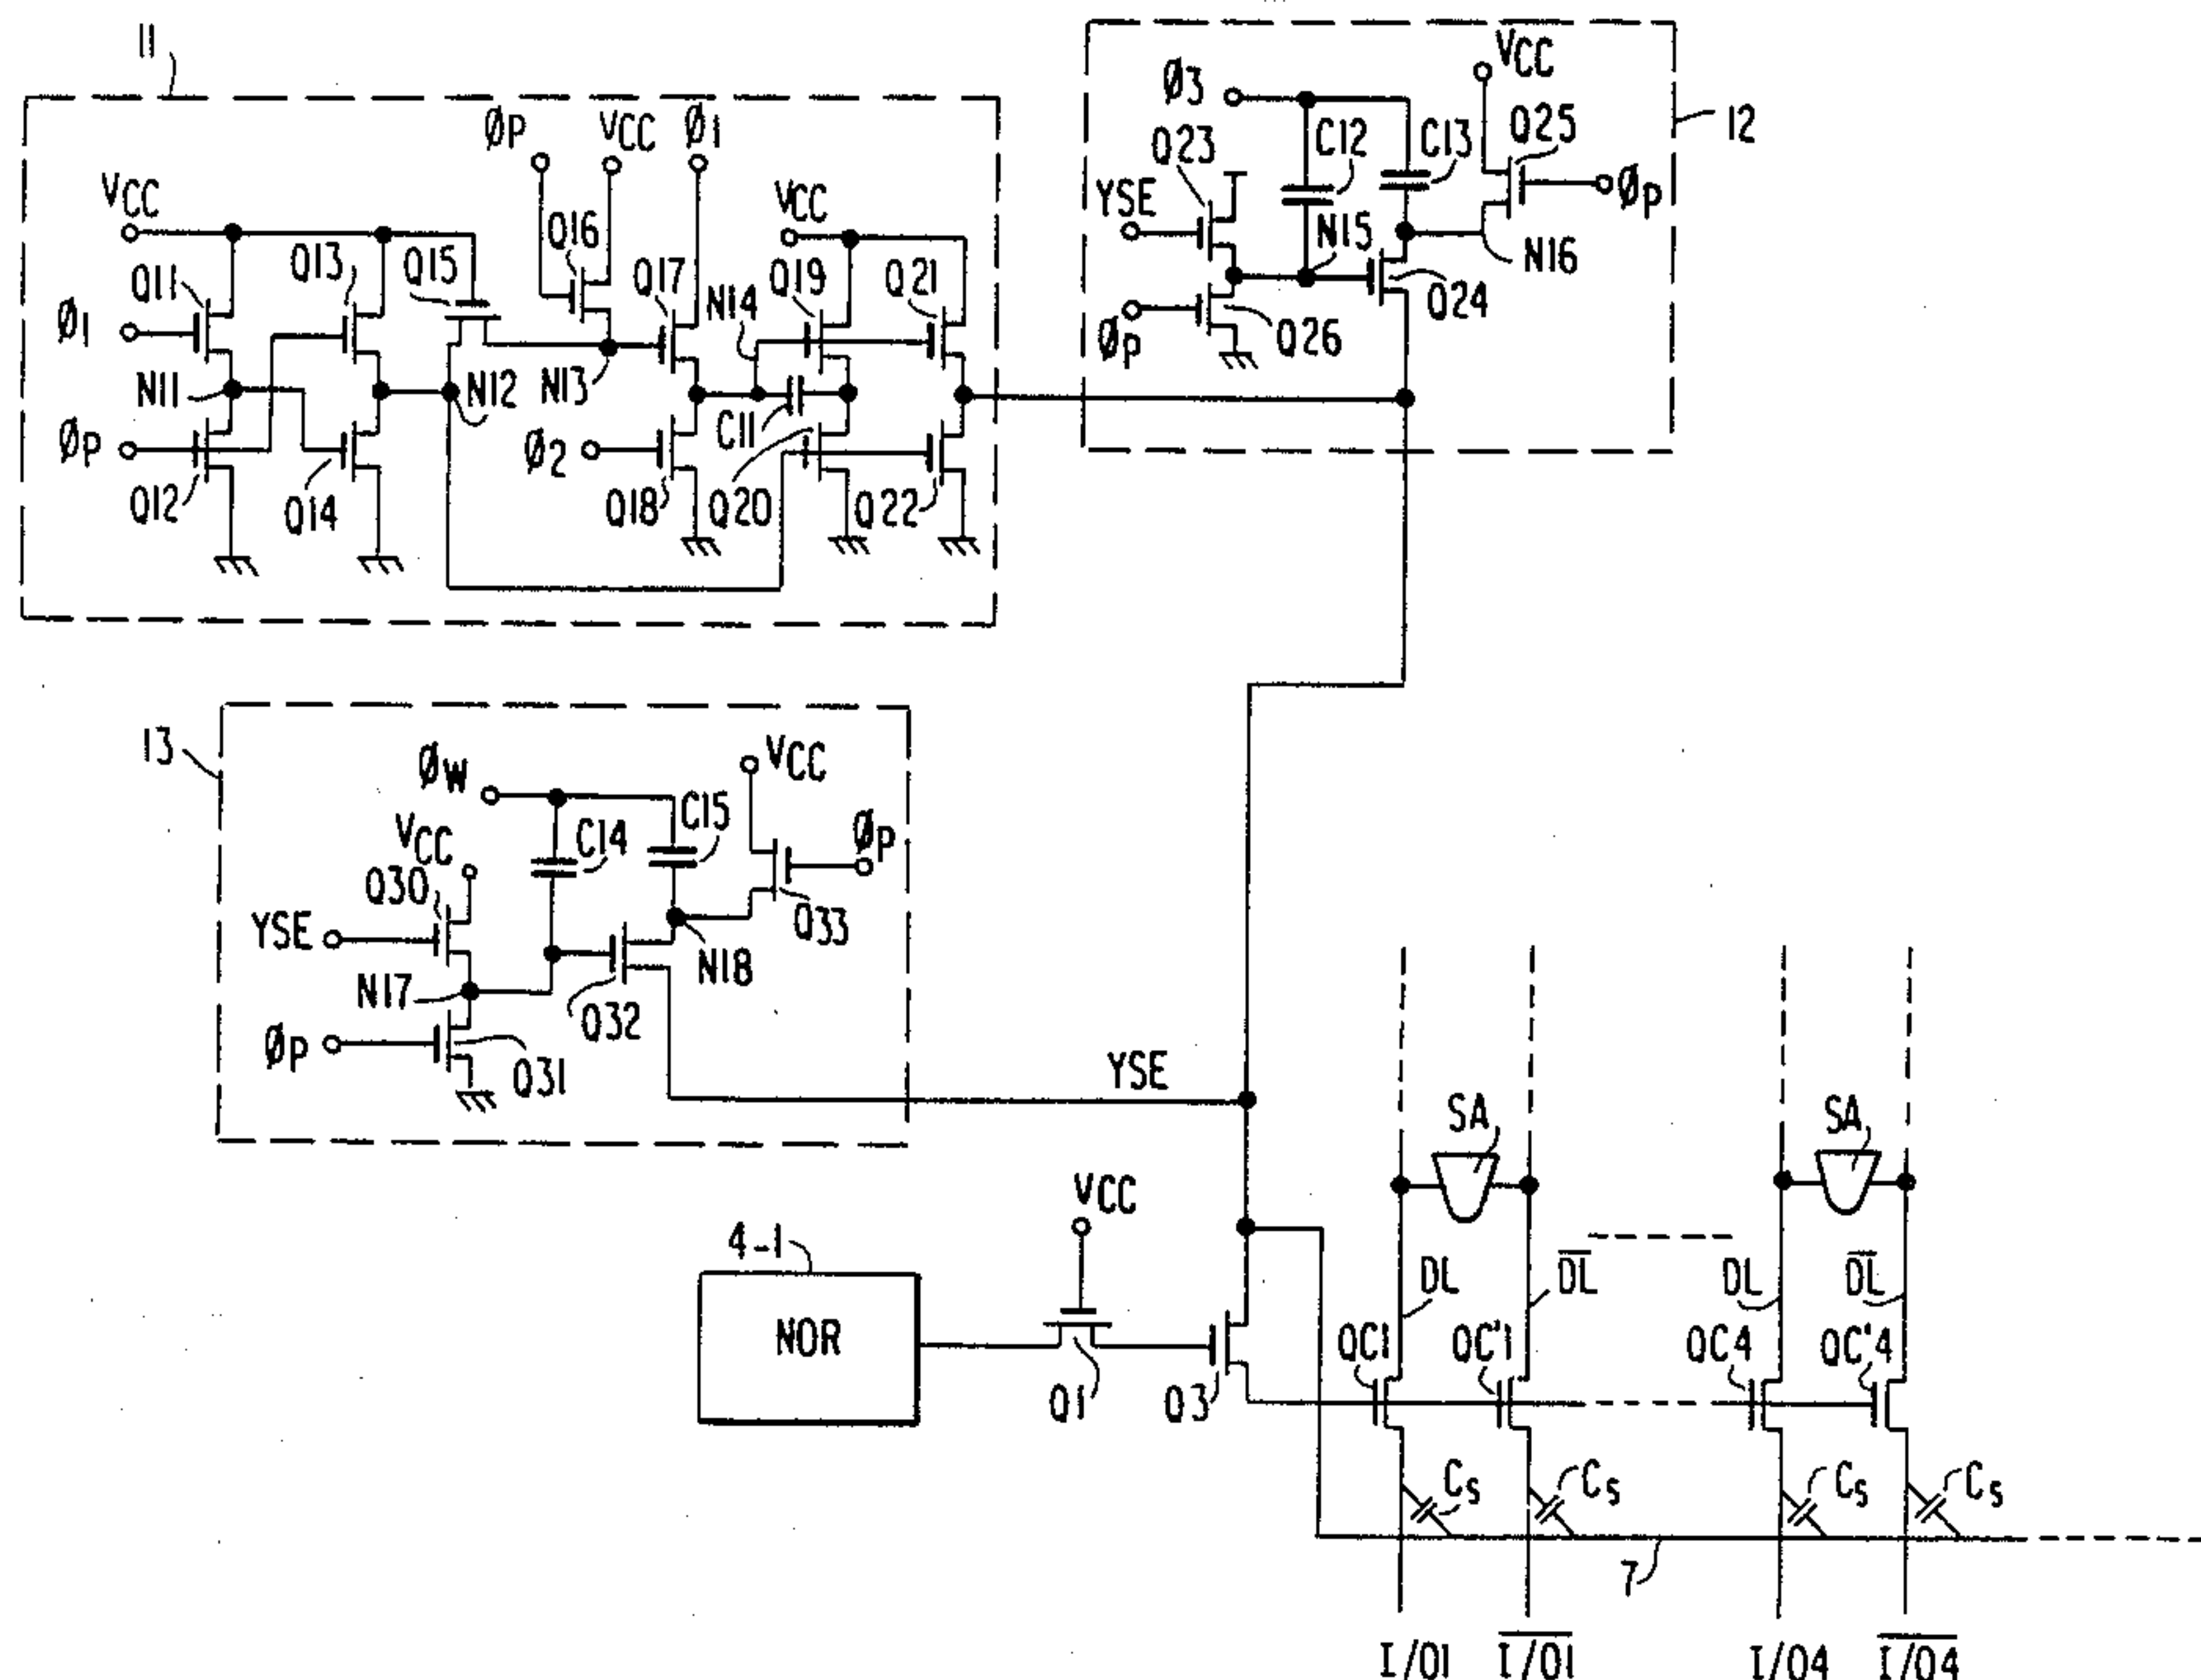 11
VCC
Ø1
ØP
Q11
N11
Q12
Q13
Q14
Q15
N12
ØP
VCC
Ø1
Q16
Q17
N13
N14
Ø2
Q18
C11
VCC
Q19
Q20
Q21
Q22
12
Ø3
VCC
Q23
C12
C13
Q25
YSE
N15
ØP
N16
Q24
ØP
Q26
13
ØW
VCC
C14
C15
ØP
VCC
Q30
YSE
Q33
N18
N17
Q32
ØP
Q31
YSE
4-1
NOR
VCC
Q1
Q3
SA
SA
DL
D̅L̅
DL
D̅L̅
QC1
QC'1
QC4
QC'4
CS
CS
CS
CS
7
I/O1
I̅/̅O̅1̅
I/O4
I̅/̅O̅4̅